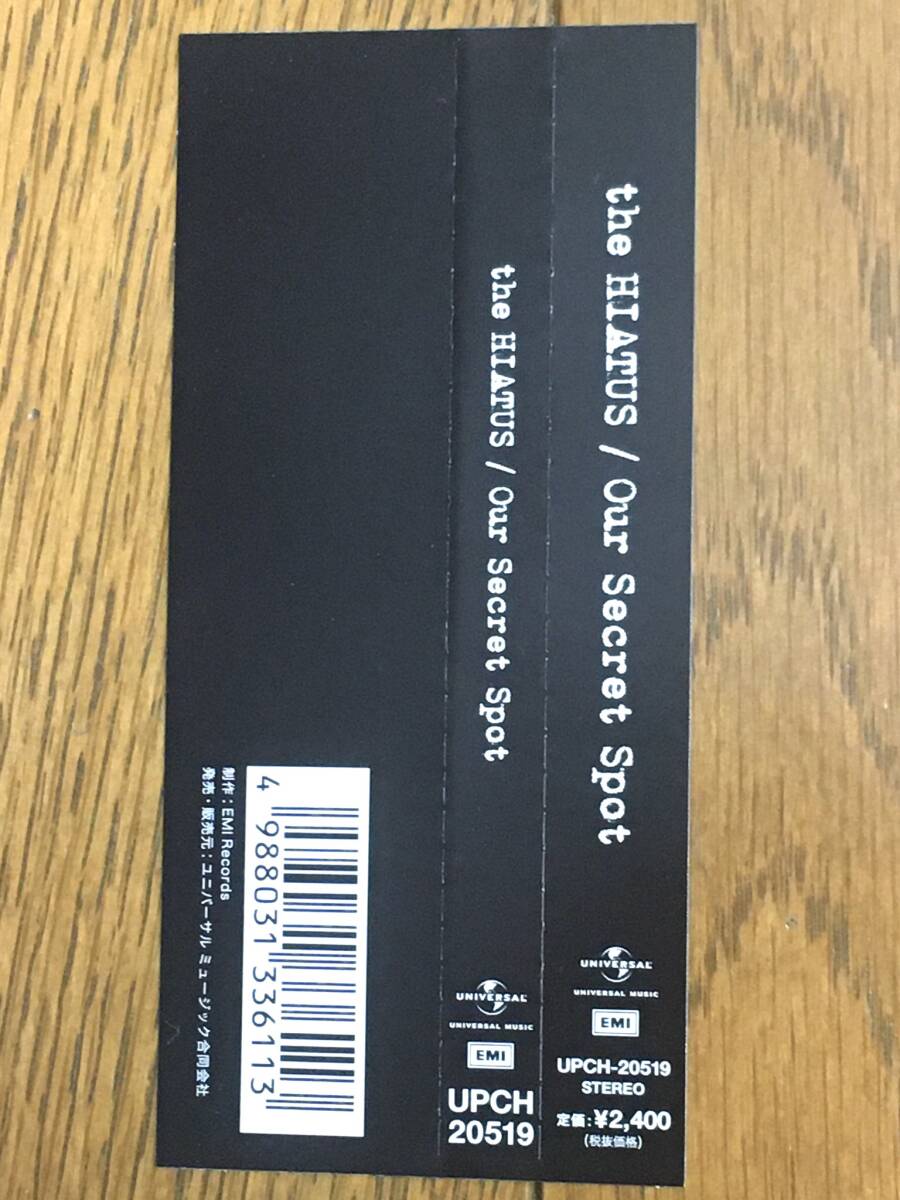 the HIATUS / Our Secret Spot
UNIVERSAL
UNIVERSAL MUSIC
EMI
UPCH-20519
STEREO
定価:¥2,400
(税抜価格)
the HIATUS / Our Secret Spot
UNIVERSAL
UNIVERSAL MUSIC
EMI
UPCH
20519
4 988031 336113
制作:EMI Records
発売・販売元:ユニバーサル ミュージック合同会社